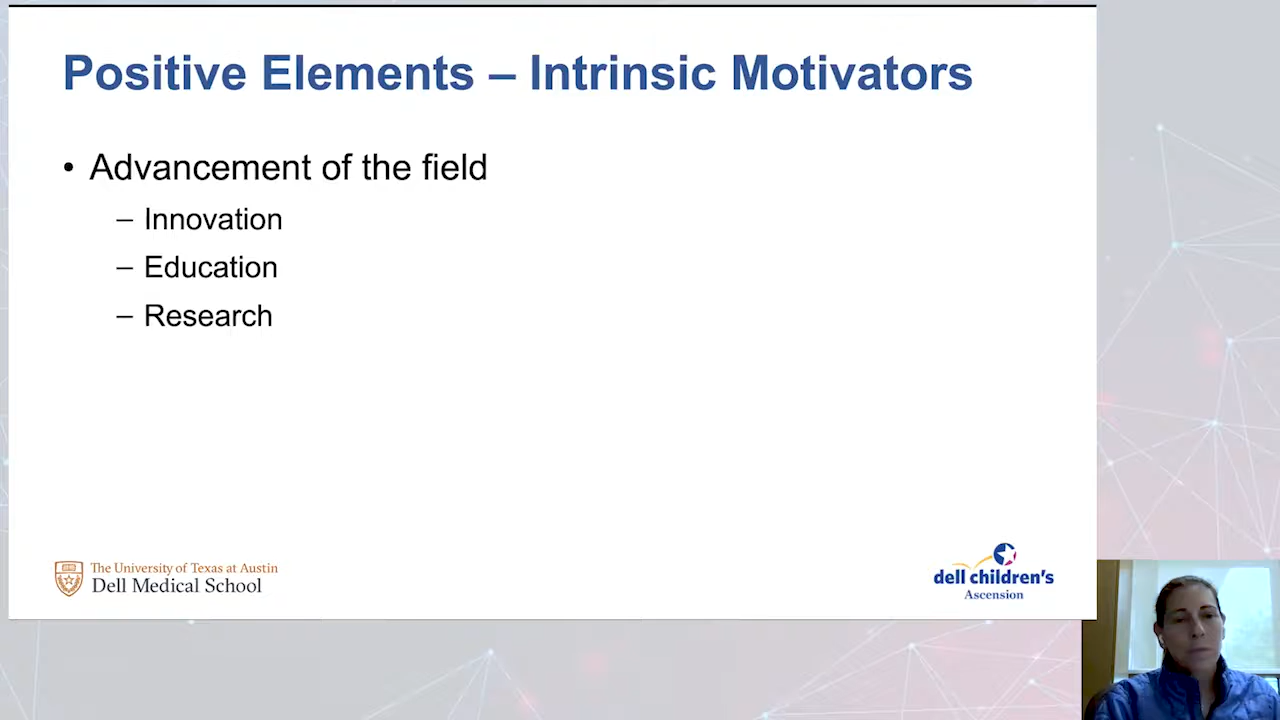 Positive Elements – Intrinsic Motivators
• Advancement of the field
– Innovation
– Education
– Research
The University of Texas at Austin
Dell Medical School
dell children's
Ascension